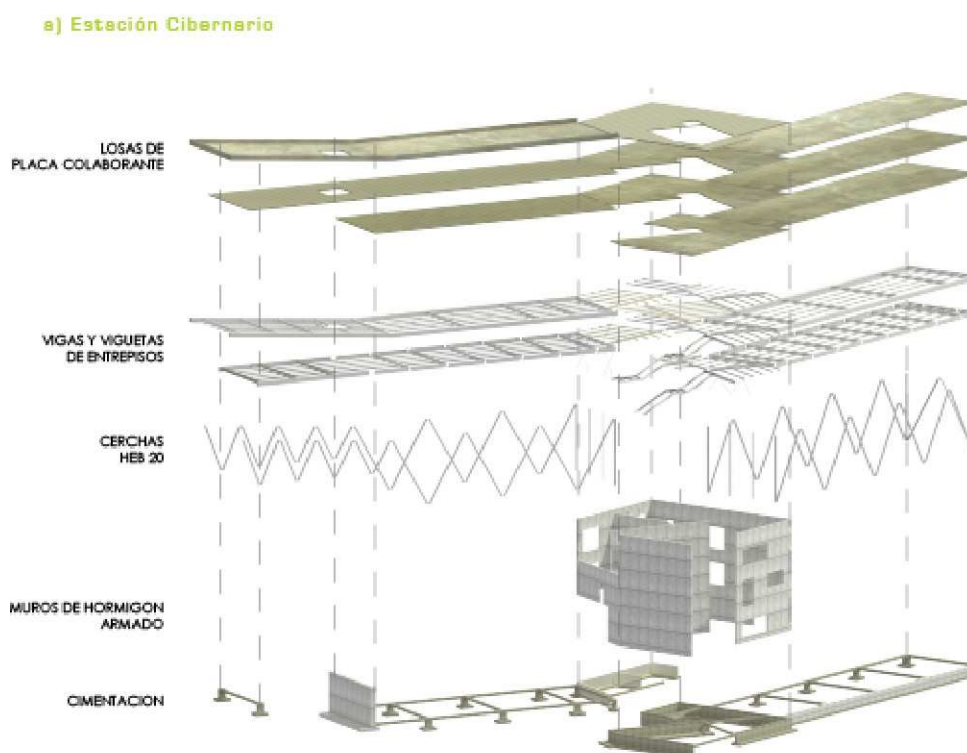 a) Estación Cibernario
LOSAS DE
PLACA COLABORANTE
VIGAS Y VIGUETAS
DE ENTREPISOS
CERCHAS
HEB 20
MUROS DE HORMIGON
ARMADO
CIMENTACION